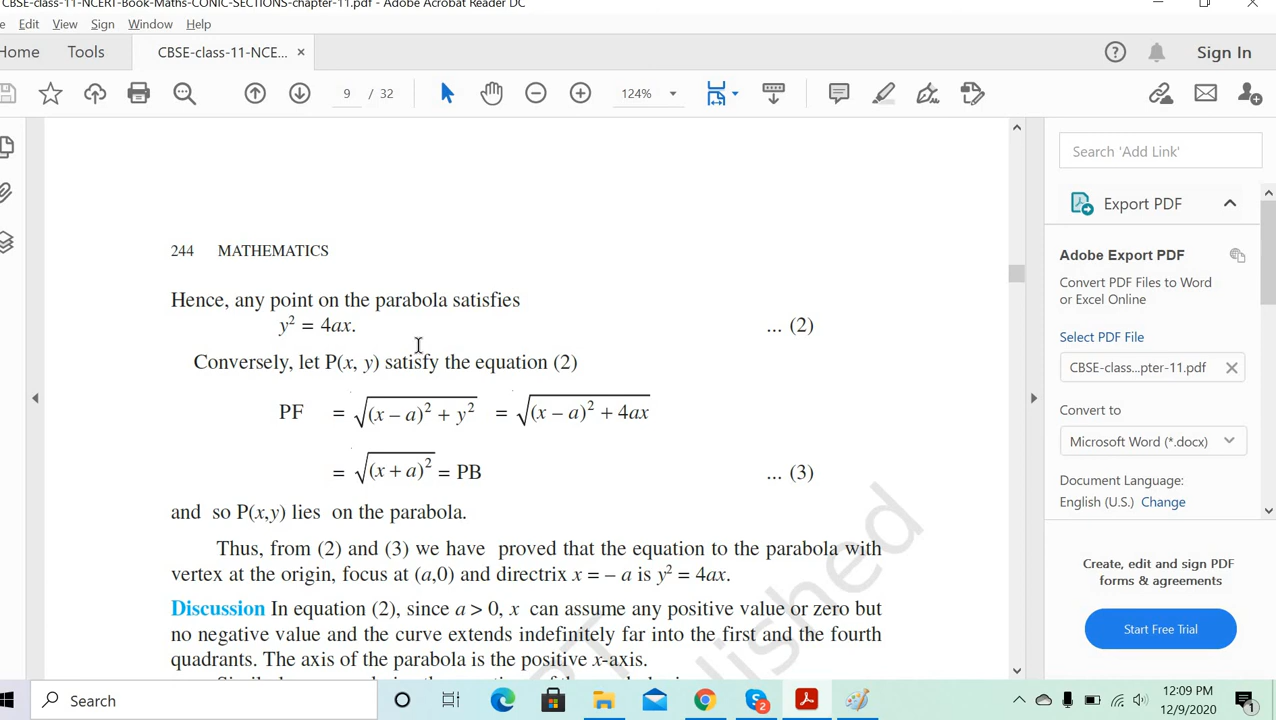 CBSE-class-11-NCERT-Book-Maths-CONIC-SECTIONS-chapter-11.pdf - Adobe Acrobat Reader DC
Edit View Sign Window Help
Home Tools CBSE-class-11-NCE... × Sign In
9 / 32 124%
244 MATHEMATICS
Hence, any point on the parabola satisfies
y² = 4ax. ... (2)
Conversely, let P(x, y) satisfy the equation (2)
PF = √(x – a)² + y² = √(x – a)² + 4ax
= √(x + a)² = PB ... (3)
and so P(x,y) lies on the parabola.
Thus, from (2) and (3) we have proved that the equation to the parabola with
vertex at the origin, focus at (a,0) and directrix x = – a is y² = 4ax.
Discussion In equation (2), since a > 0, x can assume any positive value or zero but
no negative value and the curve extends indefinitely far into the first and the fourth
quadrants. The axis of the parabola is the positive x-axis.
Search 'Add Link'
Export PDF
Adobe Export PDF
Convert PDF Files to Word
or Excel Online
Select PDF File
CBSE-class...pter-11.pdf ×
Convert to
Microsoft Word (*.docx)
Document Language:
English (U.S.) Change
Create, edit and sign PDF
forms & agreements
Start Free Trial
Search
12:09 PM
12/9/2020